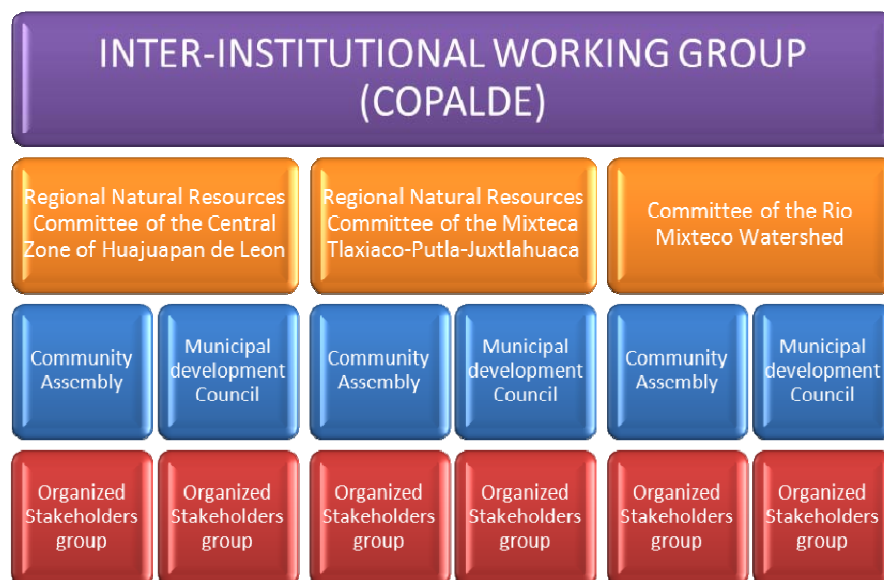 INTER-INSTITUTIONAL WORKING GROUP
(COPALDE)
Regional Natural Resources
Committee of the Central
Zone of Huajuapan de Leon
Regional Natural Resources
Committee of the Mixteca
Tlaxiaco-Putla-Juxtlahuaca
Committee of the Rio
Mixteco Watershed
Community
Assembly
Municipal
development
Council
Community
Assembly
Municipal
development
Council
Community
Assembly
Municipal
development
Council
Organized
Stakeholders
group
Organized
Stakeholders
group
Organized
Stakeholders
group
Organized
Stakeholders
group
Organized
Stakeholders
group
Organized
Stakeholders
group